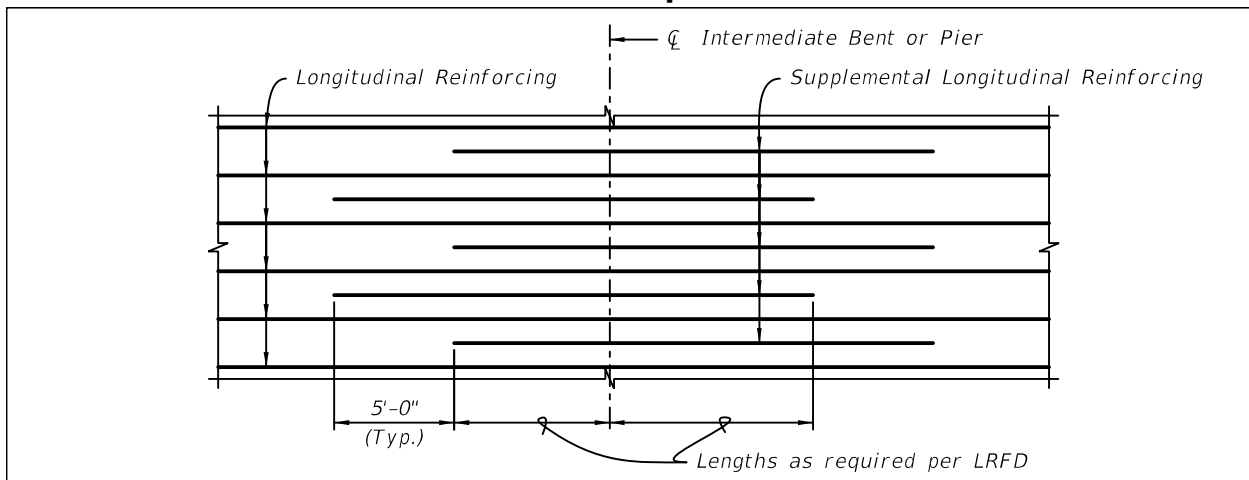 ℄ Intermediate Bent or Pier
Longitudinal Reinforcing
Supplemental Longitudinal Reinforcing
5'-0"
(Typ.)
Lengths as required per LRFD